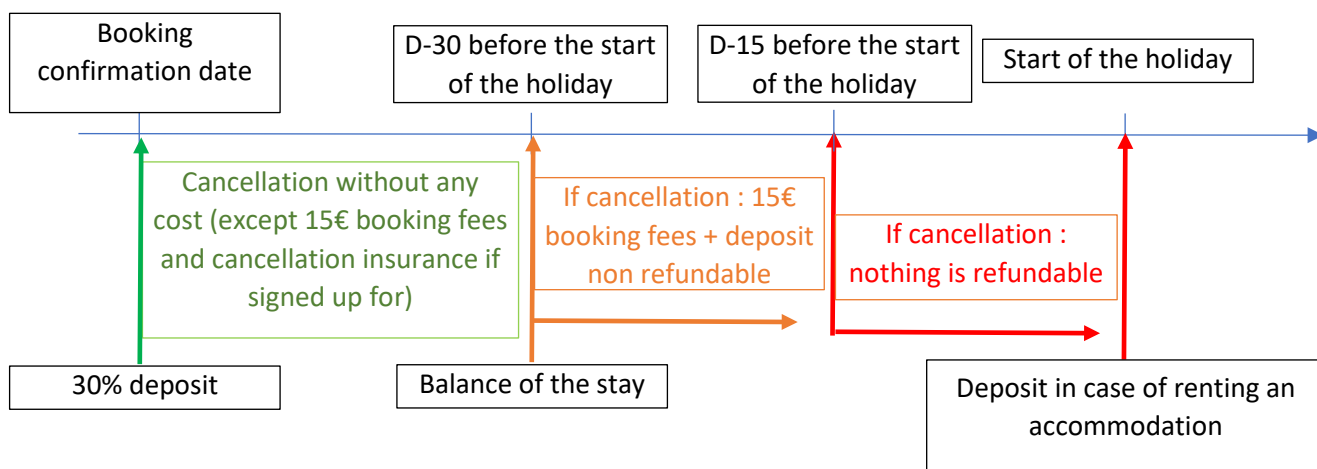 Booking
confirmation date
D-30 before the start
of the holiday
D-15 before the start
of the holiday
Start of the holiday
Cancellation without any
cost (except 15€ booking fees
and cancellation insurance if
signed up for)
If cancellation : 15€
booking fees + deposit
non refundable
If cancellation :
nothing is refundable
30% deposit
Balance of the stay
Deposit in case of renting an
accommodation